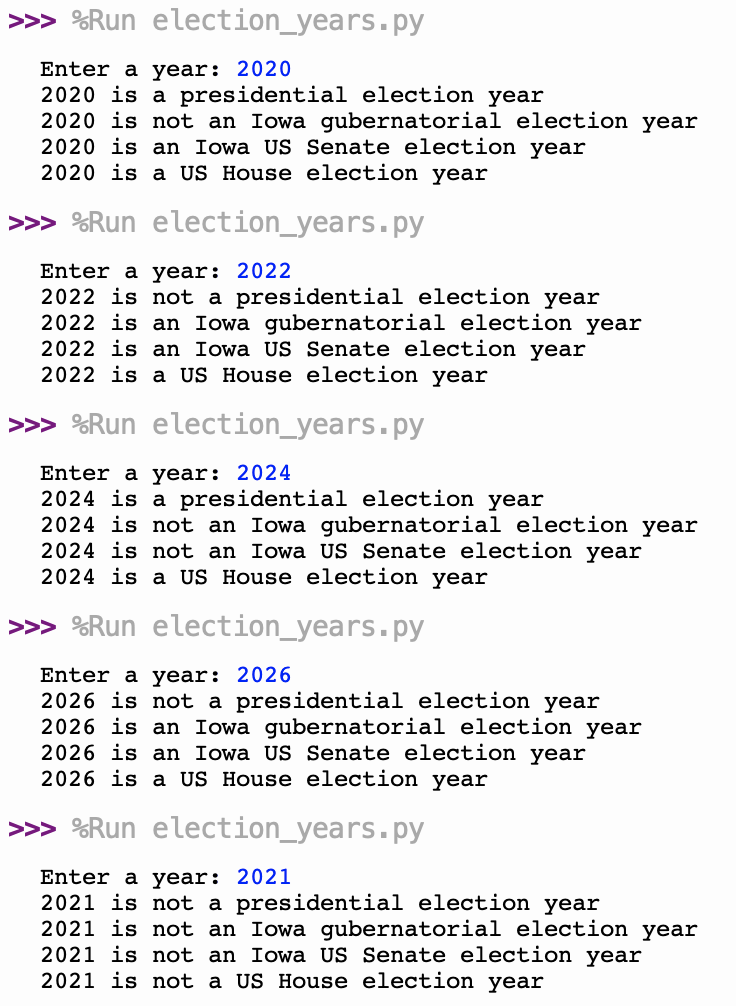 >>> %Run election_years.py
Enter a year: 2020
2020 is a presidential election year
2020 is not an Iowa gubernatorial election year
2020 is an Iowa US Senate election year
2020 is a US House election year
>>> %Run election_years.py
Enter a year: 2022
2022 is not a presidential election year
2022 is an Iowa gubernatorial election year
2022 is an Iowa US Senate election year
2022 is a US House election year
>>> %Run election_years.py
Enter a year: 2024
2024 is a presidential election year
2024 is not an Iowa gubernatorial election year
2024 is not an Iowa US Senate election year
2024 is a US House election year
>>> %Run election_years.py
Enter a year: 2026
2026 is not a presidential election year
2026 is an Iowa gubernatorial election year
2026 is an Iowa US Senate election year
2026 is a US House election year
>>> %Run election_years.py
Enter a year: 2021
2021 is not a presidential election year
2021 is not an Iowa gubernatorial election year
2021 is not an Iowa US Senate election year
2021 is not a US House election year